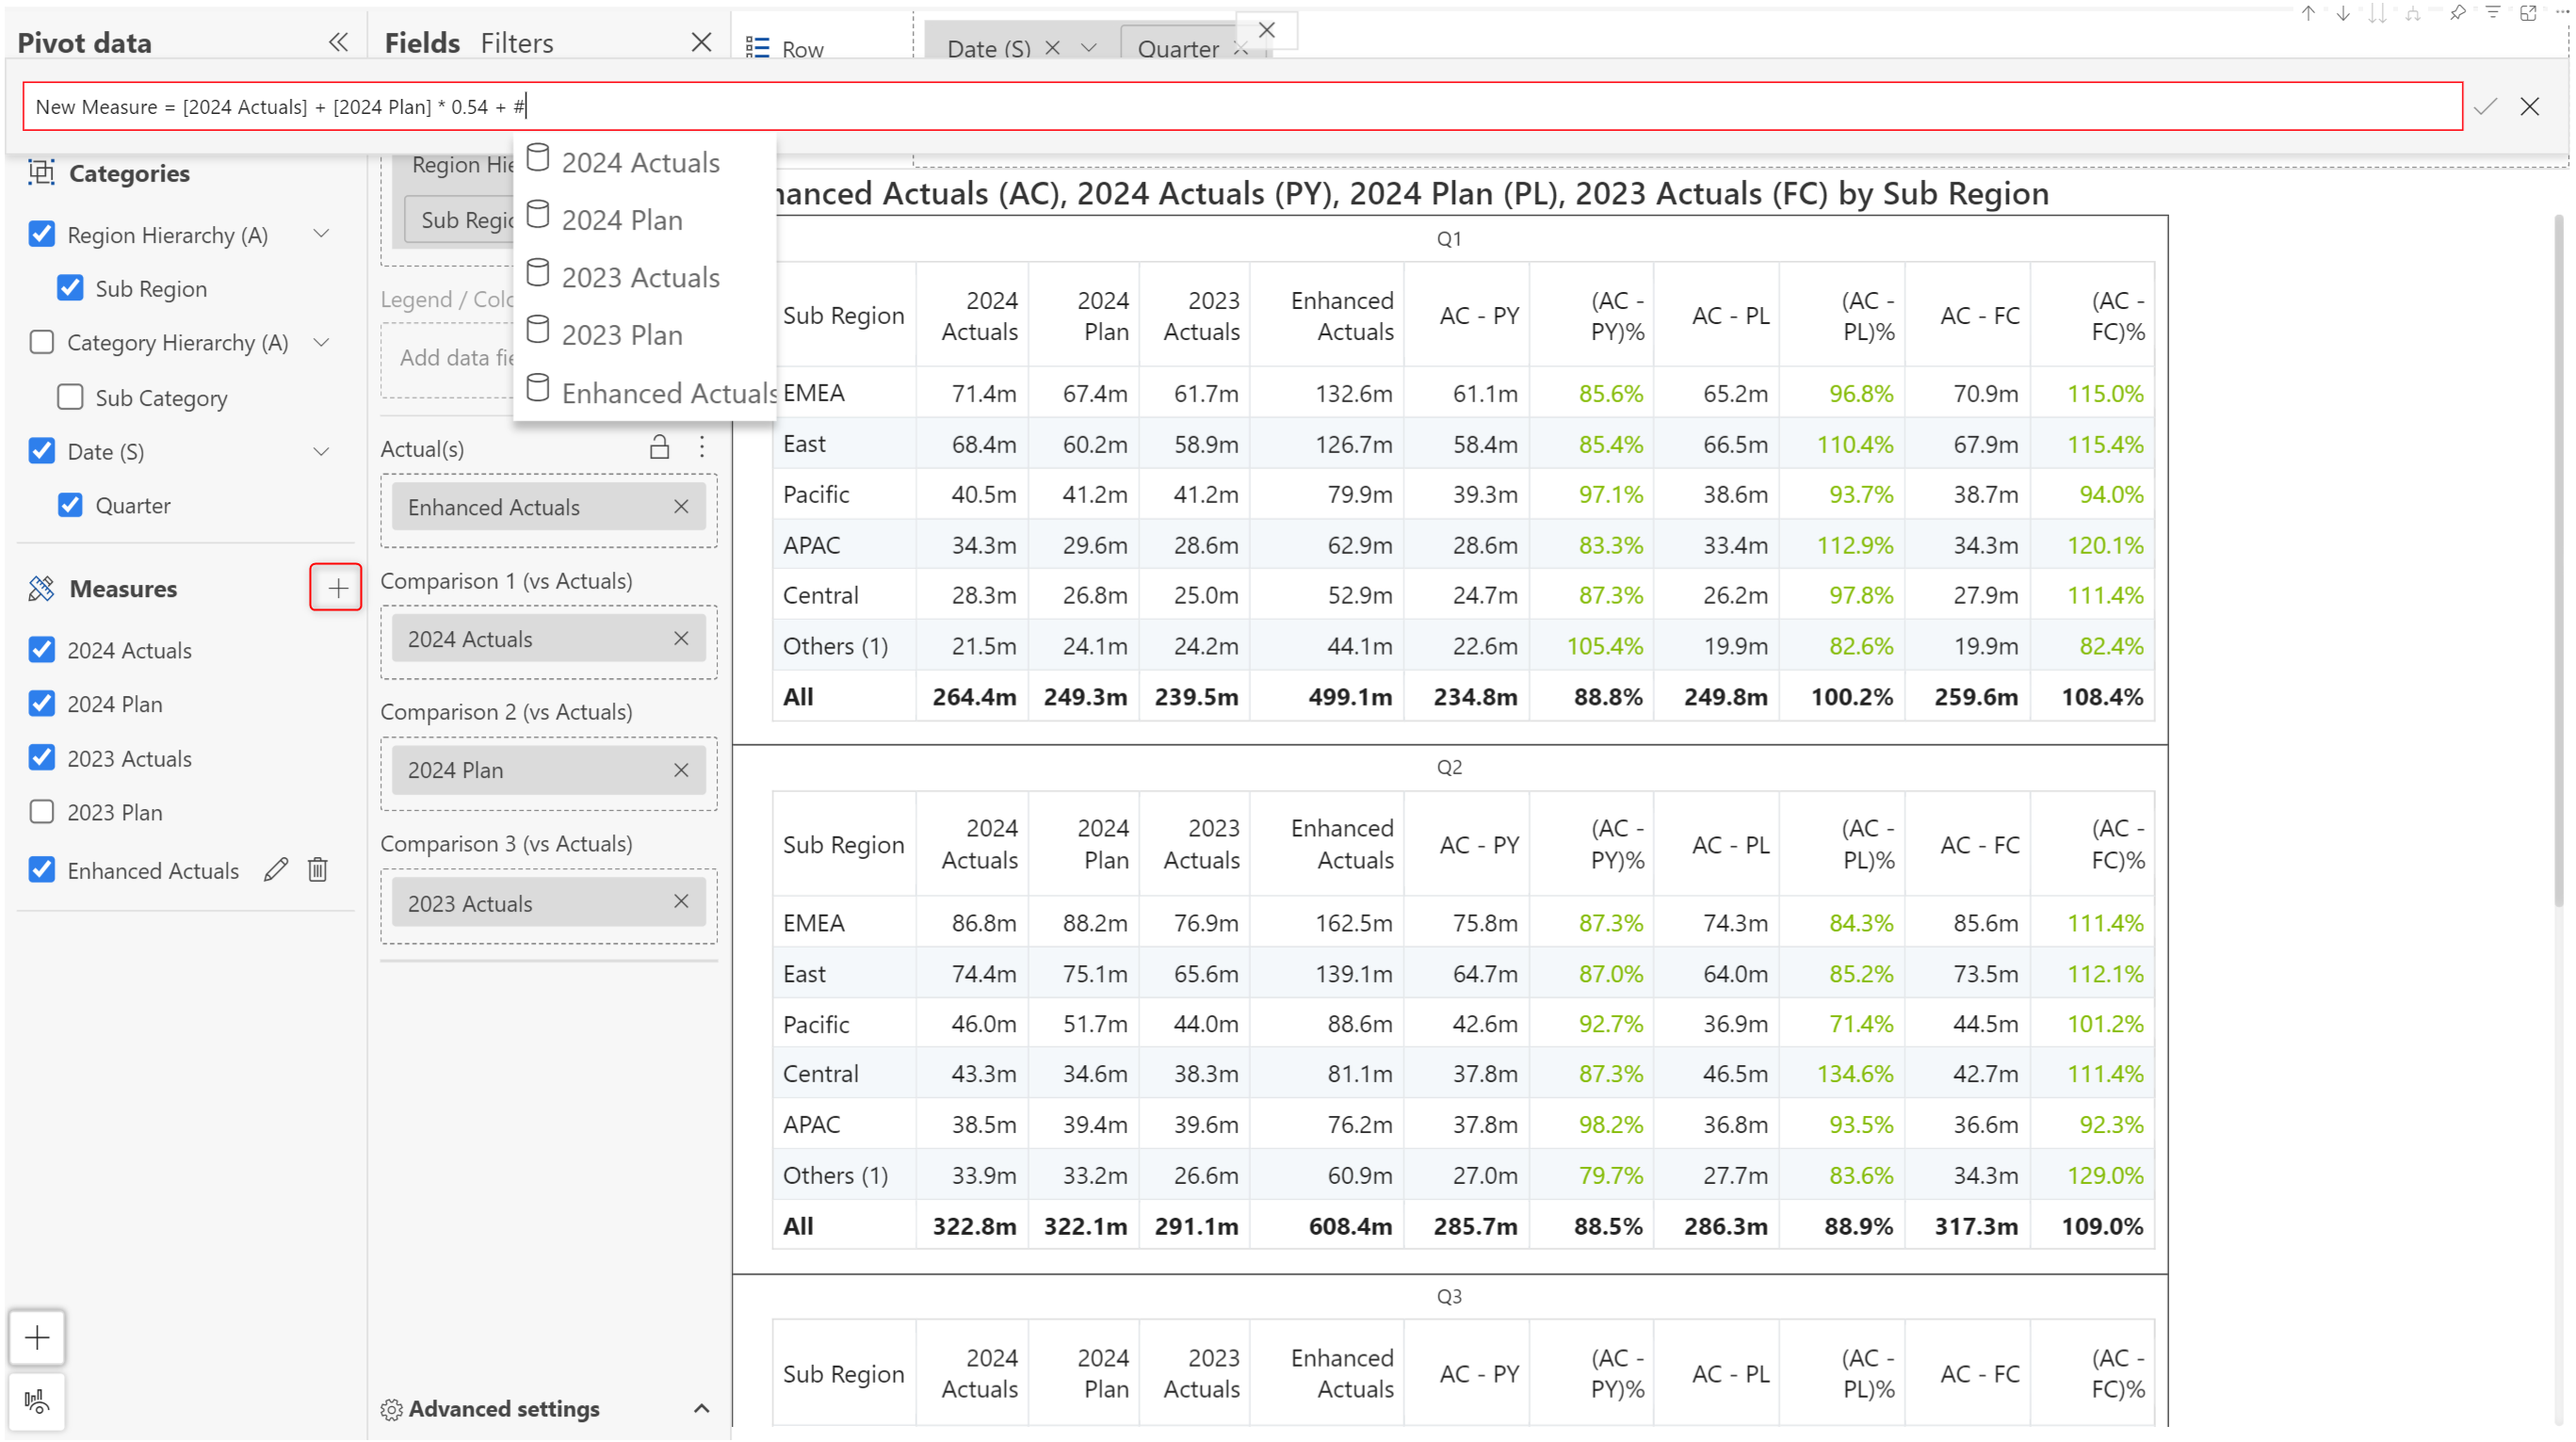 Pivot data
Fields Filters
Row
Date (S)
Quarter
New Measure = [2024 Actuals] + [2024 Plan] * 0.54 + #
2024 Actuals
2024 Plan
2023 Actuals
2023 Plan
Enhanced Actuals
Categories
Region Hierarchy (A)
Sub Region
Category Hierarchy (A)
Sub Category
Date (S)
Quarter
Measures
2024 Actuals
2024 Plan
2023 Actuals
2023 Plan
Enhanced Actuals
Region Hie
Sub Regi
Legend / Colo
Add data fie
Actual(s)
Enhanced Actuals
Comparison 1 (vs Actuals)
2024 Actuals
Comparison 2 (vs Actuals)
2024 Plan
Comparison 3 (vs Actuals)
2023 Actuals
Advanced settings
hanced Actuals (AC), 2024 Actuals (PY), 2024 Plan (PL), 2023 Actuals (FC) by Sub Region
Q1
Sub Region 2024 Actuals 2024 Plan 2023 Actuals Enhanced Actuals AC - PY (AC - PY)% AC - PL (AC - PL)% AC - FC (AC - FC)%
EMEA 71.4m 67.4m 61.7m 132.6m 61.1m 85.6% 65.2m 96.8% 70.9m 115.0%
East 68.4m 60.2m 58.9m 126.7m 58.4m 85.4% 66.5m 110.4% 67.9m 115.4%
Pacific 40.5m 41.2m 41.2m 79.9m 39.3m 97.1% 38.6m 93.7% 38.7m 94.0%
APAC 34.3m 29.6m 28.6m 62.9m 28.6m 83.3% 33.4m 112.9% 34.3m 120.1%
Central 28.3m 26.8m 25.0m 52.9m 24.7m 87.3% 26.2m 97.8% 27.9m 111.4%
Others (1) 21.5m 24.1m 24.2m 44.1m 22.6m 105.4% 19.9m 82.6% 19.9m 82.4%
All 264.4m 249.3m 239.5m 499.1m 234.8m 88.8% 249.8m 100.2% 259.6m 108.4%
Q2
Sub Region 2024 Actuals 2024 Plan 2023 Actuals Enhanced Actuals AC - PY (AC - PY)% AC - PL (AC - PL)% AC - FC (AC - FC)%
EMEA 86.8m 88.2m 76.9m 162.5m 75.8m 87.3% 74.3m 84.3% 85.6m 111.4%
East 74.4m 75.1m 65.6m 139.1m 64.7m 87.0% 64.0m 85.2% 73.5m 112.1%
Pacific 46.0m 51.7m 44.0m 88.6m 42.6m 92.7% 36.9m 71.4% 44.5m 101.2%
Central 43.3m 34.6m 38.3m 81.1m 37.8m 87.3% 46.5m 134.6% 42.7m 111.4%
APAC 38.5m 39.4m 39.6m 76.2m 37.8m 98.2% 36.8m 93.5% 36.6m 92.3%
Others (1) 33.9m 33.2m 26.6m 60.9m 27.0m 79.7% 27.7m 83.6% 34.3m 129.0%
All 322.8m 322.1m 291.1m 608.4m 285.7m 88.5% 286.3m 88.9% 317.3m 109.0%
Q3
Sub Region 2024 Actuals 2024 Plan 2023 Actuals Enhanced Actuals AC - PY (AC - PY)% AC - PL (AC - PL)% AC - FC (AC - FC)%